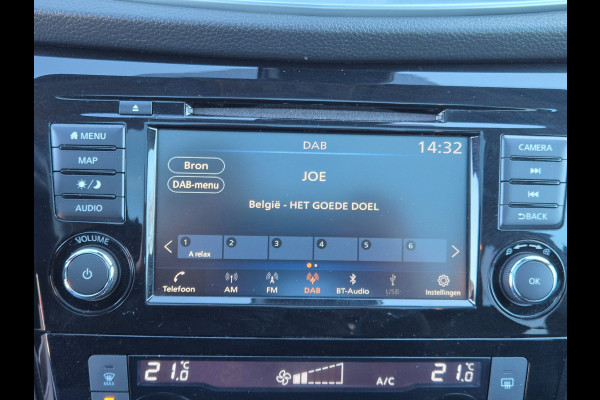 DAB 14:32
MENU
MAP
AUDIO
VOLUME
Bron
DAB-menu
JOE
België - HET GOEDE DOEL
1 2 3 4 5 6
A relax
Telefoon AM FM DAB BT-Audio USB Instellingen
CAMERA
BACK
OK
MAX
21.0°C
A/C
21.0°C